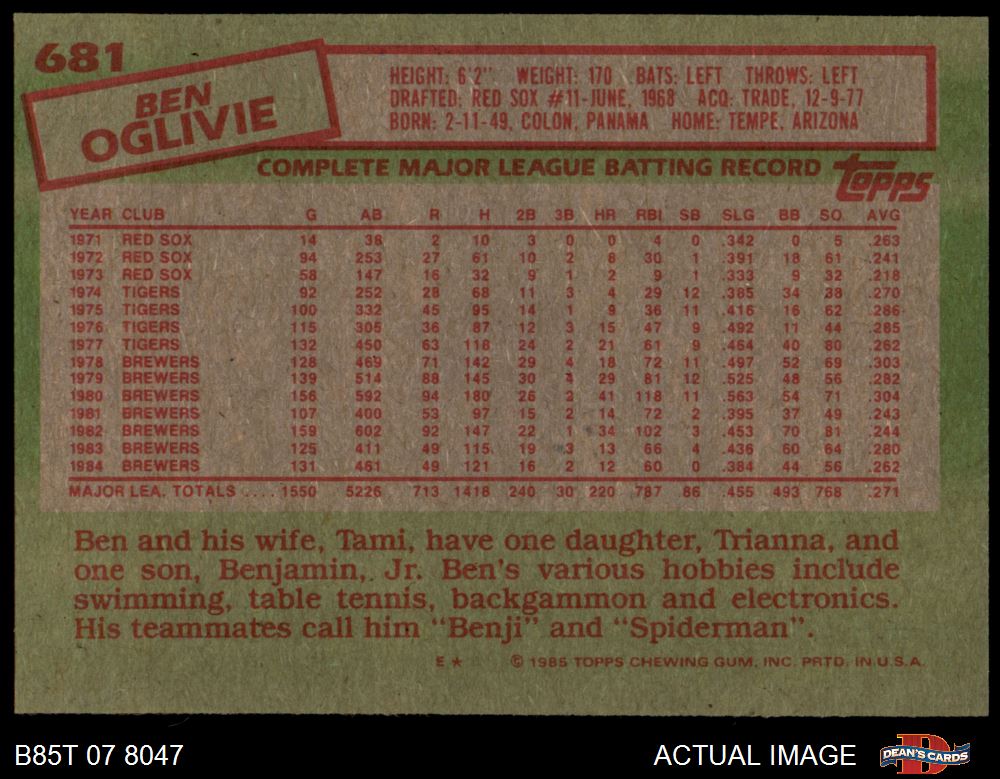 681
BEN
OGLIVIE
HEIGHT: 6'2". WEIGHT: 170 BATS: LEFT THROWS: LEFT
DRAFTED: RED SOX #11-JUNE, 1968 ACQ: TRADE, 12-9-77
BORN: 2-11-49, COLON, PANAMA HOME: TEMPE, ARIZONA
COMPLETE MAJOR LEAGUE BATTING RECORD
Topps
YEAR CLUB G AB R H 2B 3B HR RBI SB SLG BB SO. AVG
1971 RED SOX 14 38 2 10 3 0 0 4 0 .342 0 5 .263
1972 RED SOX 94 253 27 61 10 2 8 30 1 .391 18 61 .241
1973 RED SOX 58 147 16 32 9 1 2 9 1 .333 9 32 .218
1974 TIGERS 92 252 28 68 11 3 4 29 12 .385 34 38 .270
1975 TIGERS 100 332 45 95 14 1 9 36 11 .416 16 62 .286
1976 TIGERS 115 305 36 87 12 3 15 47 9 .492 11 44 .285
1977 TIGERS 132 450 63 118 24 2 21 61 9 .464 40 80 .262
1978 BREWERS 128 469 71 142 29 4 18 72 11 .497 52 69 .303
1979 BREWERS 139 514 88 145 30 4 29 81 12 .525 48 56 .282
1980 BREWERS 156 592 94 180 26 2 41 118 11 .563 54 71 .304
1981 BREWERS 107 400 53 97 15 2 14 72 2 .395 37 49 .243
1982 BREWERS 159 602 92 147 22 1 34 102 3 .453 70 81 .244
1983 BREWERS 125 411 49 115 19 3 13 66 4 .436 60 64 .280
1984 BREWERS 131 461 49 121 16 2 12 60 0 .384 44 56 .262
MAJOR LEA. TOTALS .... 1550 5226 713 1418 240 30 220 787 86 .455 493 768 .271
Ben and his wife, Tami, have one daughter, Trianna, and
one son, Benjamin, Jr. Ben's various hobbies include
swimming, table tennis, backgammon and electronics.
His teammates call him "Benji" and "Spiderman".
E ★ © 1985 TOPPS CHEWING GUM, INC. PRTD. IN U.S.A.
B85T 07 8047
ACTUAL IMAGE
DEAN'S CARDS